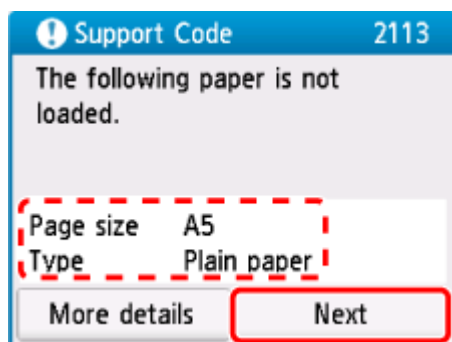 Support Code 2113
The following paper is not
loaded.
Page size A5
Type Plain paper
More details Next